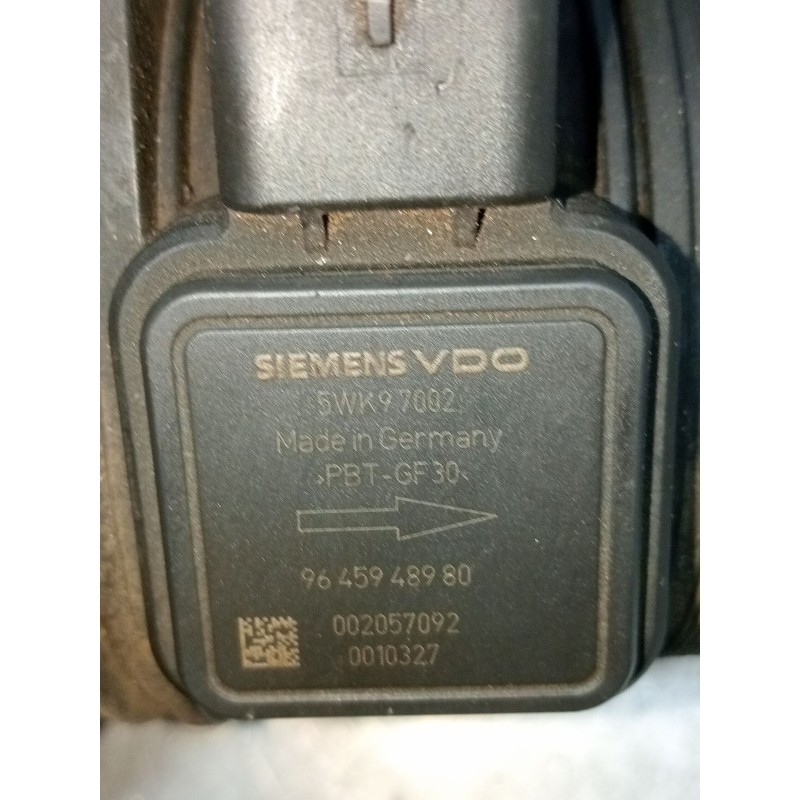 SIEMENS VDO
5WK9 7002
Made in Germany
>PBT-GF30<
96 459 489 80
002057092
0010327